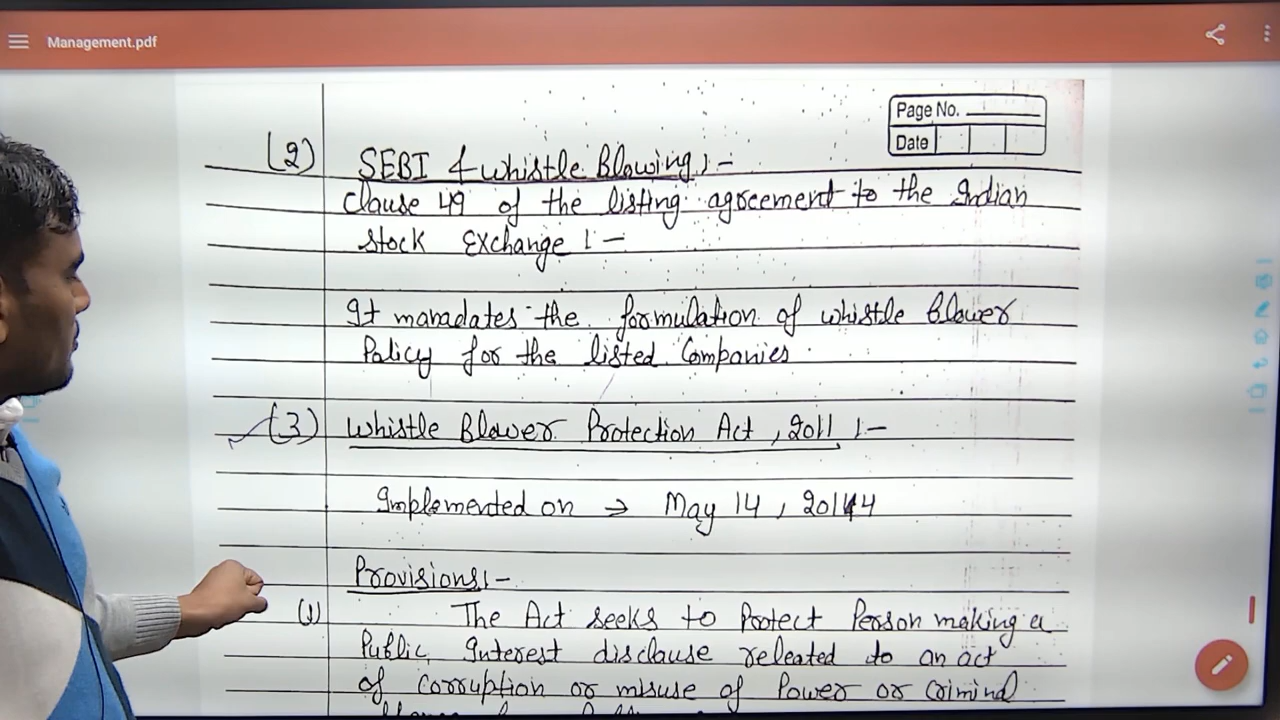 Management.pdf
Page No.
Date
(2) SEBI & whistle Blowing :-
Clause 49 of the listing agreement to the Indian
Stock Exchange :-
It manadates the formulation of whistle blower
Policy for the listed Companies.
(3) Whistle Blower Protection Act, 2011 :-
Implemented on → May 14, 2014
Provisions :-
(1) The Act seeks to Protect Person making a
Public Interest disclause releated to an act
of corruption or misuse of Power or Criminal